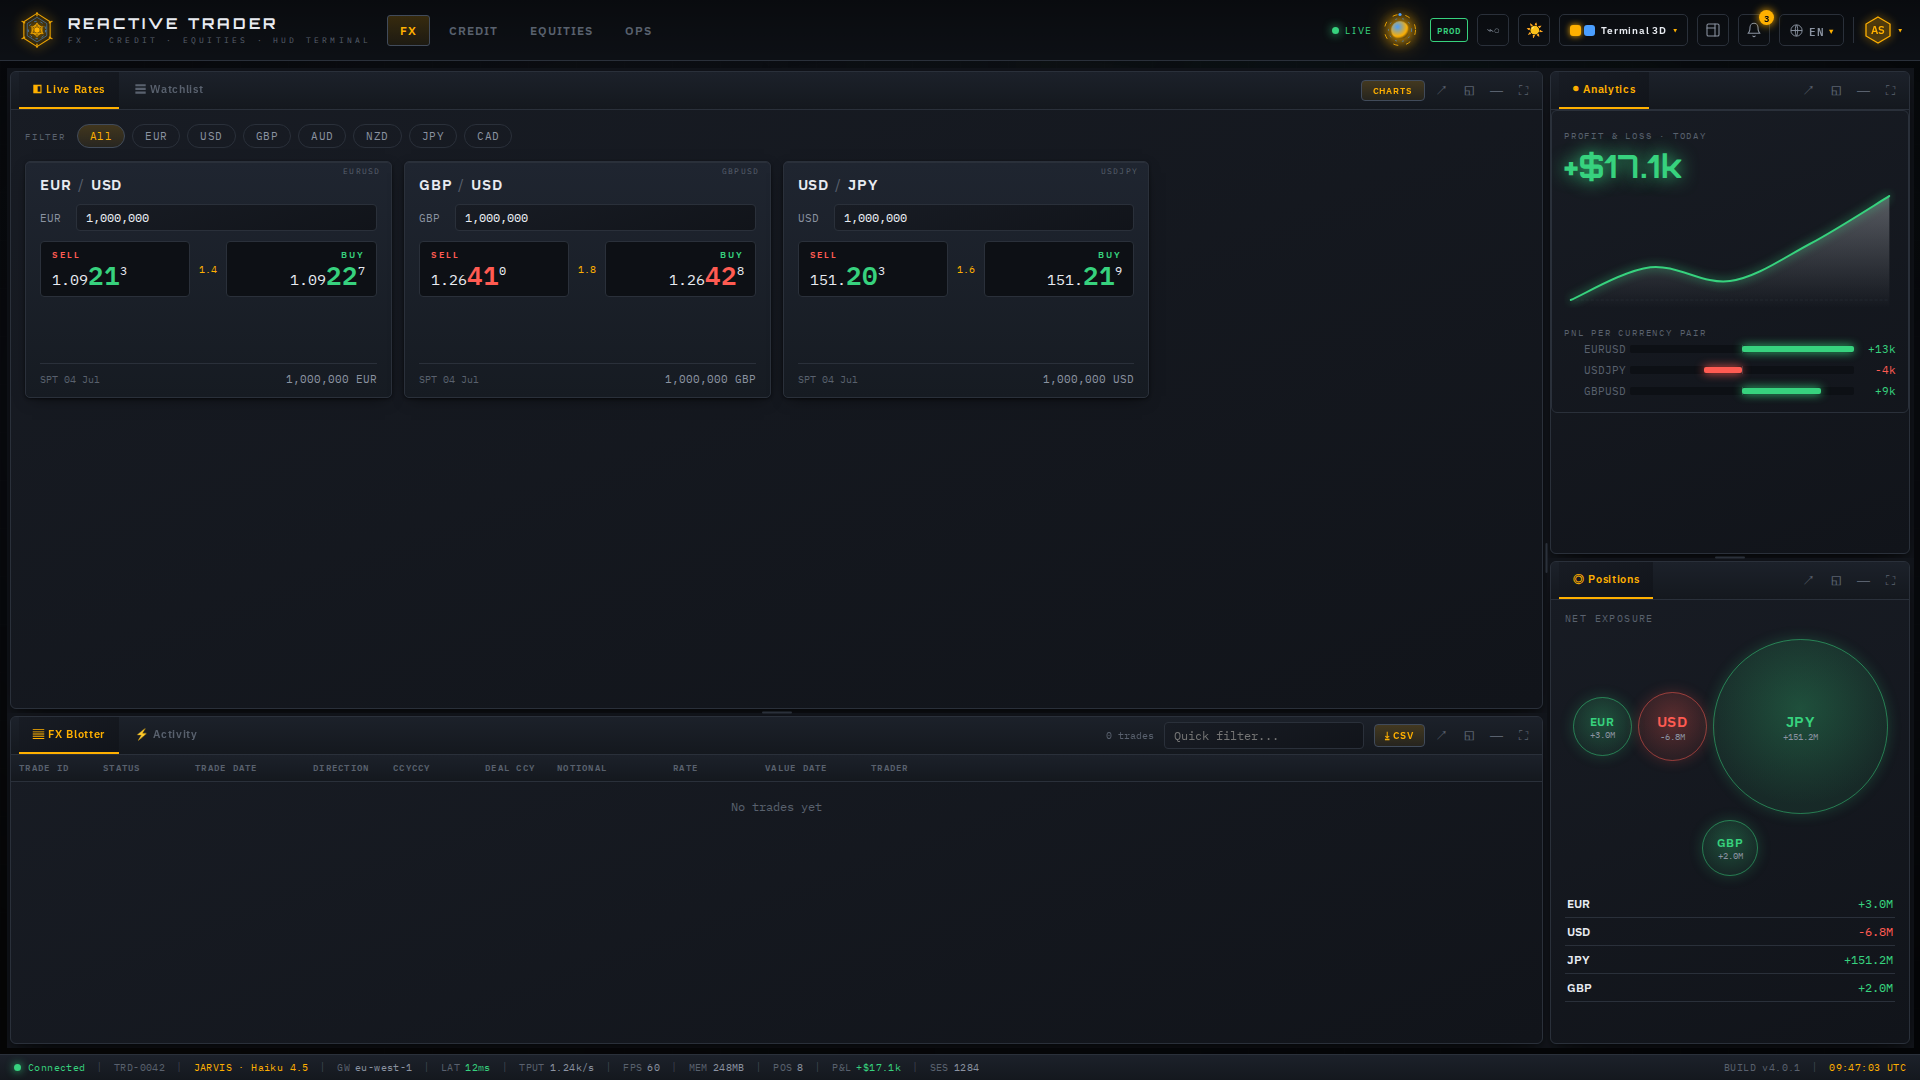 REACTIVE TRADER
FX · CREDIT · EQUITIES · HUD TERMINAL
FX CREDIT EQUITIES OPS
LIVE PROD Terminal 3D 3 EN AS
Live Rates Watchlist CHARTS
FILTER All EUR USD GBP AUD NZD JPY CAD
EURUSD
EUR / USD
EUR 1,000,000
SELL 1.09213
1.4
BUY 1.09227
SPT 04 Jul 1,000,000 EUR
GBPUSD
GBP / USD
GBP 1,000,000
SELL 1.26410
1.8
BUY 1.26428
SPT 04 Jul 1,000,000 GBP
USDJPY
USD / JPY
USD 1,000,000
SELL 151.203
1.6
BUY 151.219
SPT 04 Jul 1,000,000 USD
Analytics
PROFIT & LOSS · TODAY
+$17.1k
PNL PER CURRENCY PAIR
EURUSD +13k
USDJPY -4k
GBPUSD +9k
FX Blotter Activity 0 trades Quick filter... CSV
TRADE ID STATUS TRADE DATE DIRECTION CCYCCY DEAL CCY NOTIONAL RATE VALUE DATE TRADER
No trades yet
Positions
NET EXPOSURE
EUR
+3.0M
USD
-6.8M
JPY
+151.2M
GBP
+2.0M
EUR +3.0M
USD -6.8M
JPY +151.2M
GBP +2.0M
Connected TRD-0042 JARVIS · Haiku 4.5 GW eu-west-1 LAT 12ms TPUT 1.24k/s FPS 60 MEM 248MB POS 8 P&L +$17.1k SES 1284 BUILD v4.0.1 09:47:03 UTC